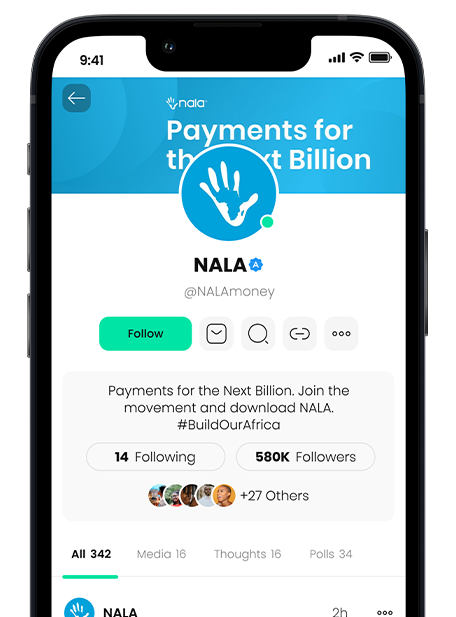 9:41
nala
Payments for
the Next Billion
NALA
@NALAmoney
Follow
Payments for the Next Billion. Join the
movement and download NALA.
#BuildOurAfrica
14 Following
580K Followers
+27 Others
All 342
Media 16
Thoughts 16
Polls 34
NALA
2h